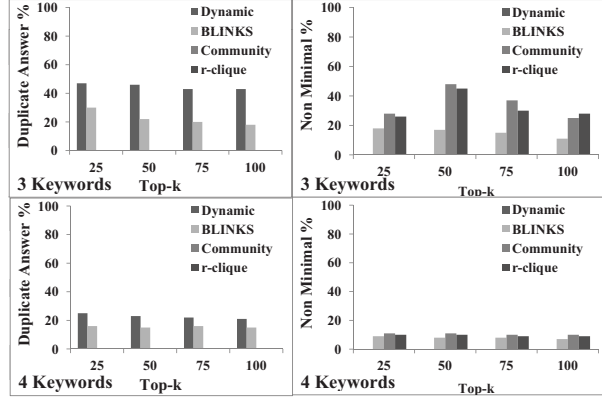 Duplicate Answer %
100
80
60
40
20
0
Dynamic
BLINKS
Community
r-clique
25 50 75 100
3 Keywords Top-k
Non Minimal %
100
80
60
40
20
0
Dynamic
BLINKS
Community
r-clique
25 50 75 100
3 Keywords Top-k
Duplicate Answer %
100
80
60
40
20
0
Dynamic
BLINKS
Community
r-clique
25 50 75 100
4 Keywords Top-k
Non Minimal %
100
80
60
40
20
0
Dynamic
BLINKS
Community
r-clique
25 50 75 100
4 Keywords Top-k